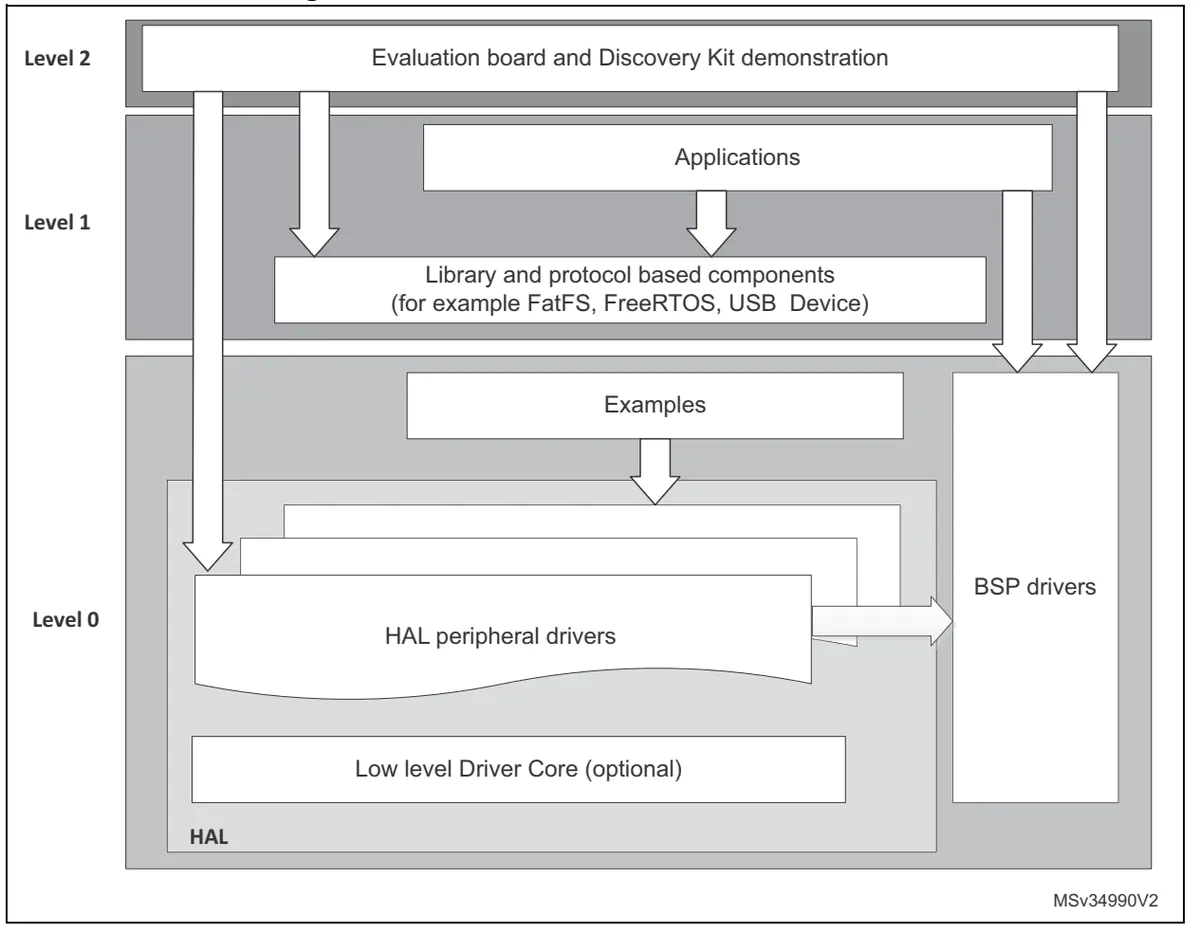 Level 2
Evaluation board and Discovery Kit demonstration
Applications
Level 1
Library and protocol based components
(for example FatFS, FreeRTOS, USB Device)
Examples
BSP drivers
Level 0
HAL peripheral drivers
Low level Driver Core (optional)
HAL
MSv34990V2